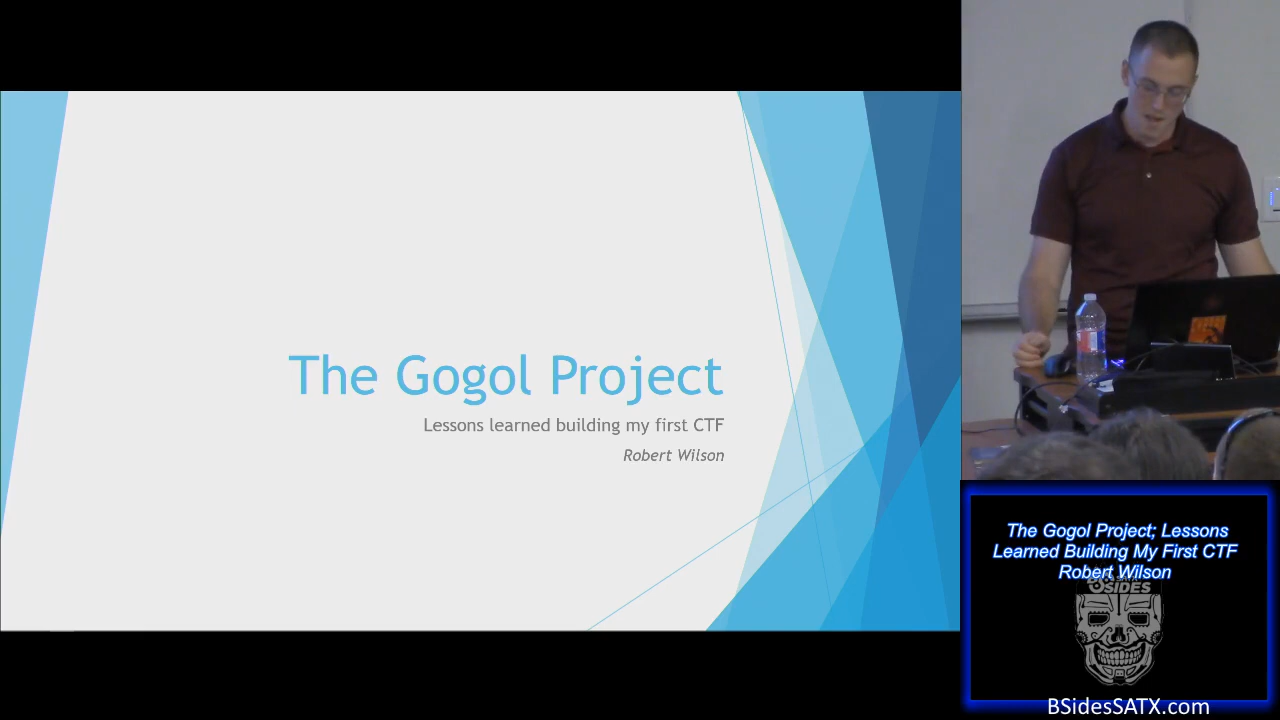 The Gogol Project
Lessons learned building my first CTF
Robert Wilson
The Gogol Project; Lessons
Learned Building My First CTF
Robert Wilson
BSIDES
BSidesSATX.com